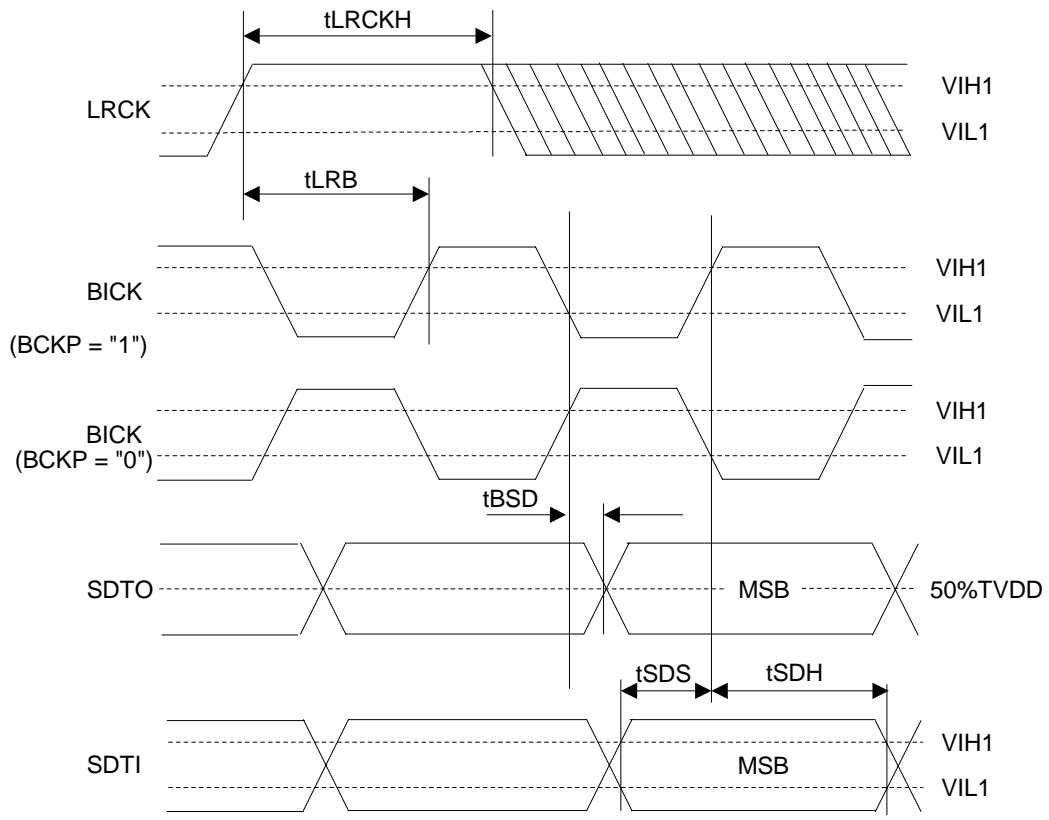 tLRCKH
LRCK
VIH1
VIL1
tLRB
BICK
(BCKP = "1")
VIH1
VIL1
BICK
(BCKP = "0")
VIH1
VIL1
tBSD
SDTO
MSB
50%TVDD
tSDS
tSDH
SDTI
MSB
VIH1
VIL1